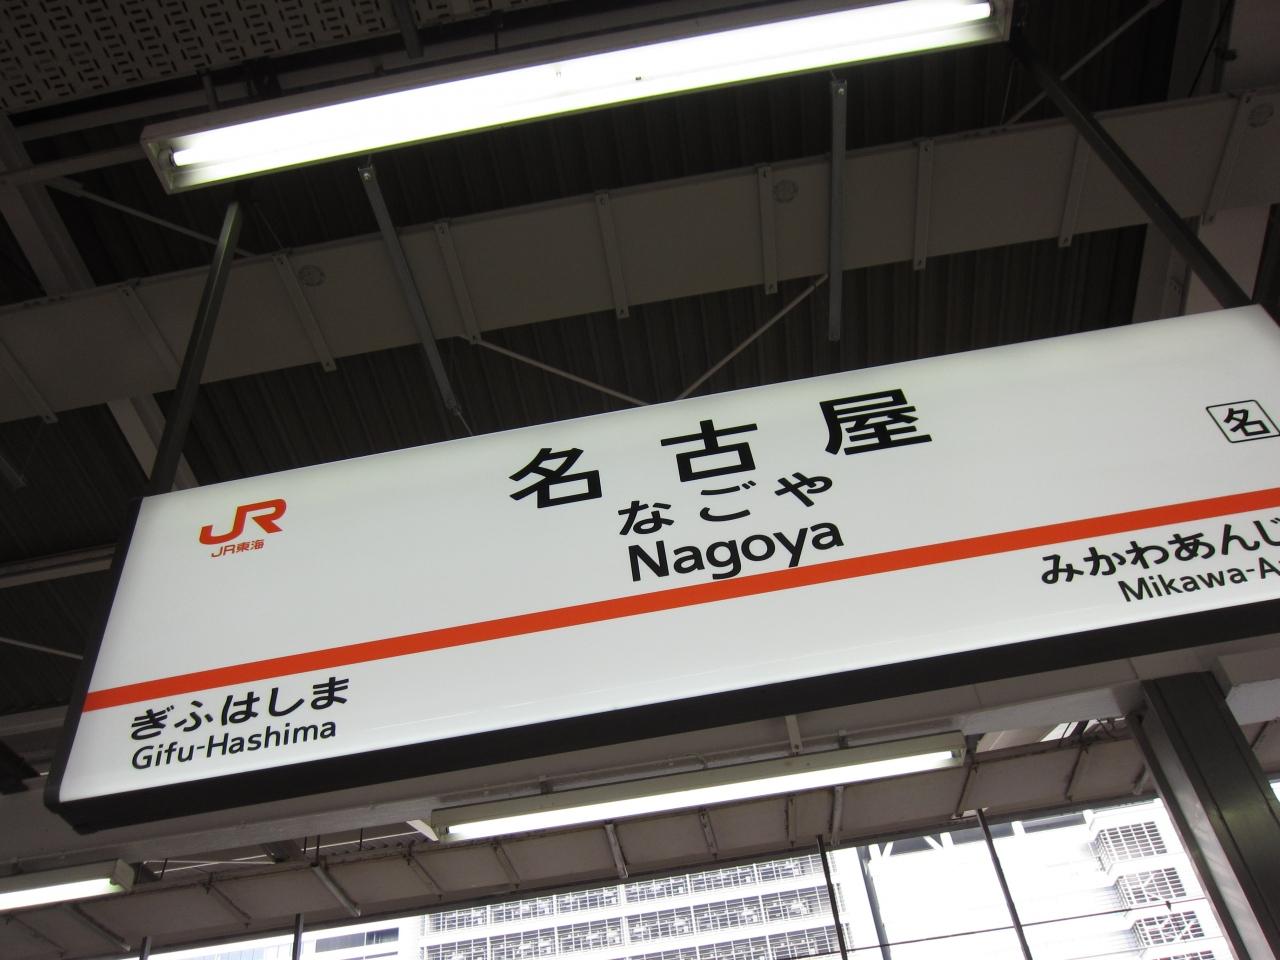 JR
JR東海
名古屋
名
なごや
Nagoya
ぎふはしま
Gifu-Hashima
みかわあんじ
Mikawa-A